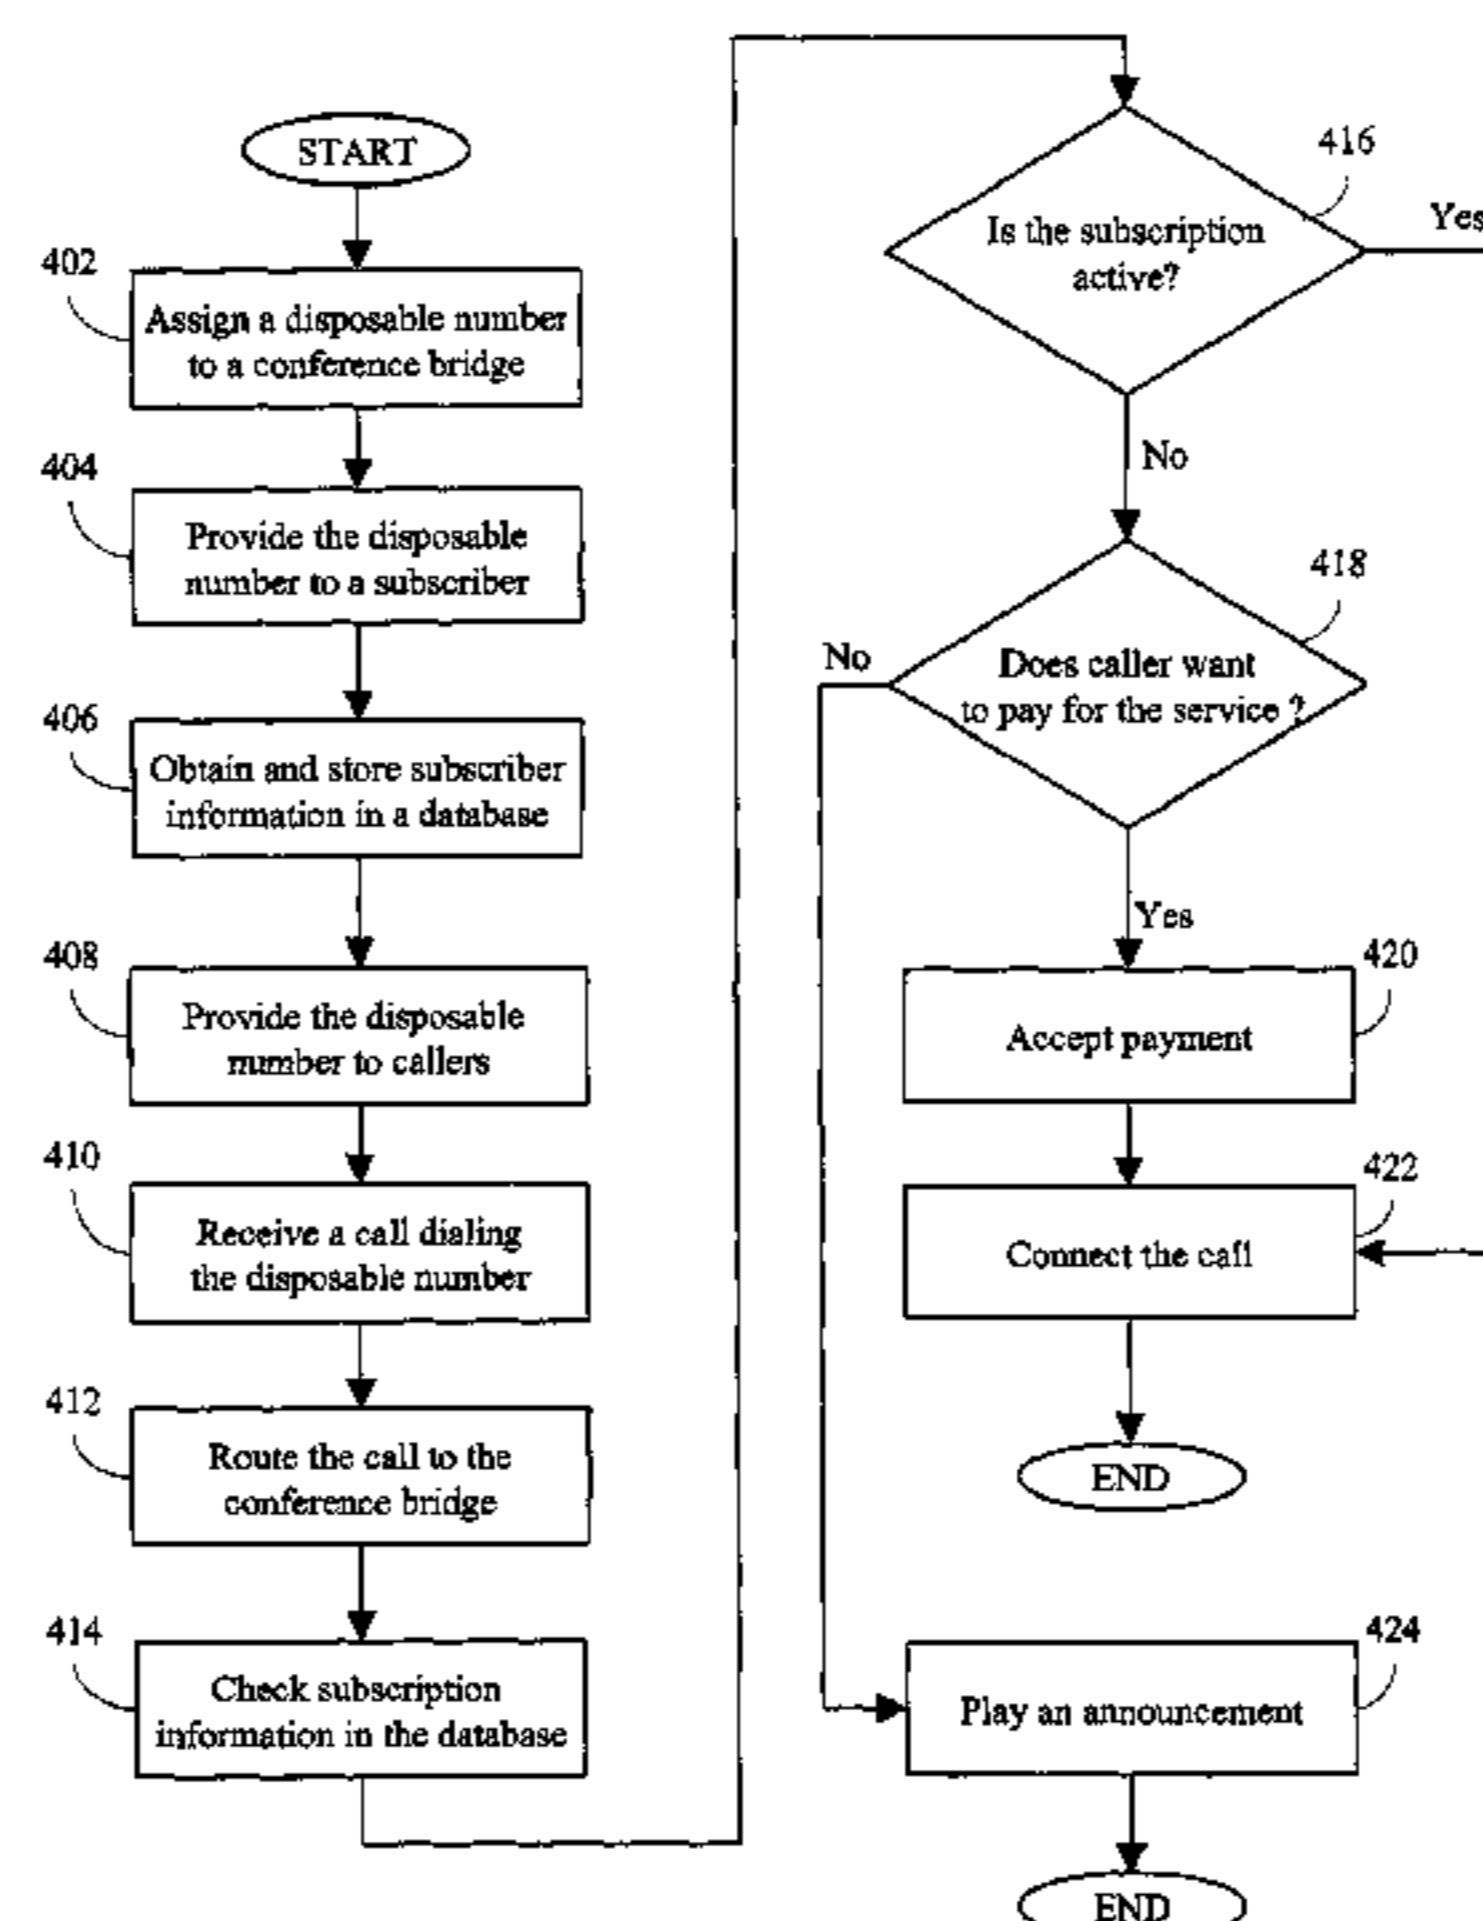 START
402
Assign a disposable number
to a conference bridge
404
Provide the disposable
number to a subscriber
406
Obtain and store subscriber
information in a database
408
Provide the disposable
number to callers
410
Receive a call dialing
the disposable number
412
Route the call to the
conference bridge
414
Check subscription
information in the database
416
Is the subscription
active?
Yes
No
418
Does caller want
to pay for the service ?
No
Yes
420
Accept payment
422
Connect the call
END
424
Play an announcement
END